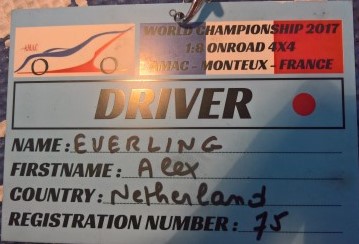 WORLD CHAMPIONSHIP 2017
1:8 ONROAD 4X4
AMAC - MONTEUX - FRANCE
AMAC
DRIVER
NAME: EVERLING
FIRSTNAME: Alex
COUNTRY: Netherland
REGISTRATION NUMBER: 75